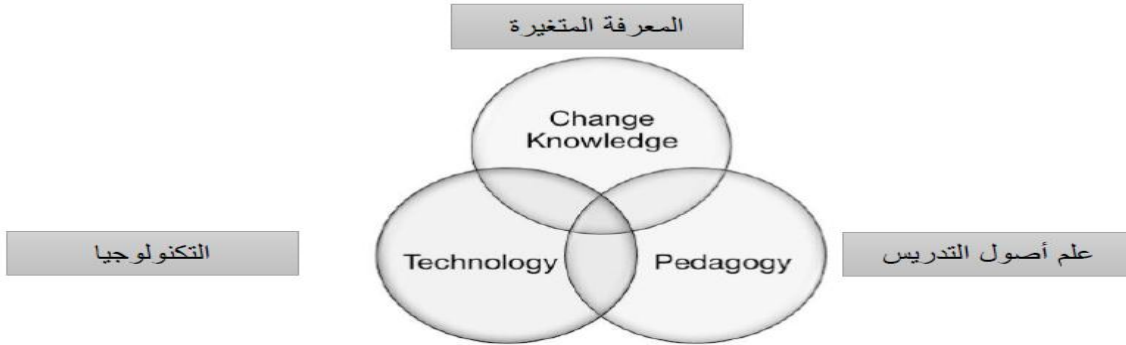 المعرفة المتغيرة
Change
Knowledge
التكنولوجيا
Technology
Pedagogy
علم أصول التدريس